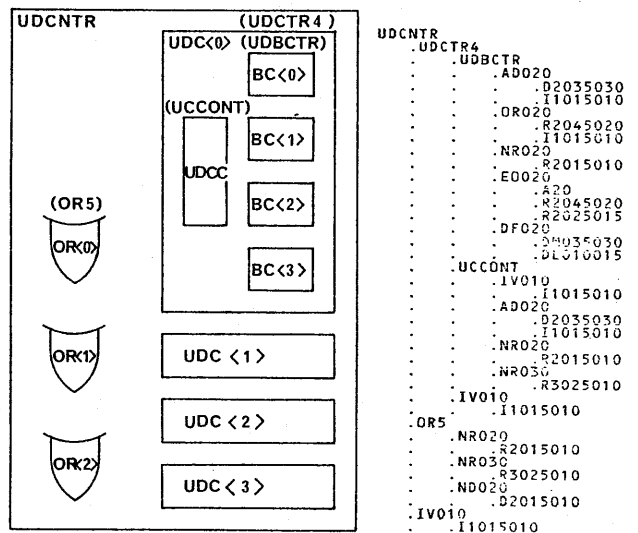 UDCNTR
(UDCTR4)
UDC<0> (UDBCTR)
BC<0>
(UCCONT)
BC<1>
UDCC
BC<2>
BC<3>
(OR5)
OR<0>
OR<1>
OR<2>
UDC <1>
UDC <2>
UDC <3>
UDCNTR
.UDCTR4
. .UDBCTR
. . .AD020
. . . .D2035030
. . . .I1015010
. . .OR020
. . . .R2045020
. . . .I1015010
. . .NR020
. . . .R2015010
. . .EO020
. . . .A20
. . . .R2045020
. . . .R2025015
. . .DF020
. . . .DM035030
. . . .DL010015
. .UCCONT
. . .IV010
. . . .I1015010
. . .AD020
. . . .D2035030
. . . .I1015010
. . .NR020
. . . .R2015010
. . .NR030
. . . .R3025010
. .IV010
. . .I1015010
.OR5
. .NR020
. . .R2015010
. .NR030
. . .R3025010
. .ND020
. . .D2015010
.IV010
. .I1015010